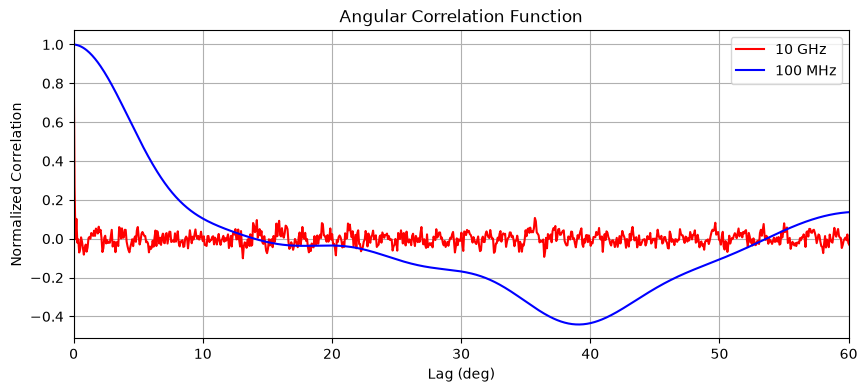 Angular Correlation Function
10 GHz
100 MHz
Normalized Correlation
1.0
0.8
0.6
0.4
0.2
0.0
−0.2
−0.4
0 10 20 30 40 50 60
Lag (deg)